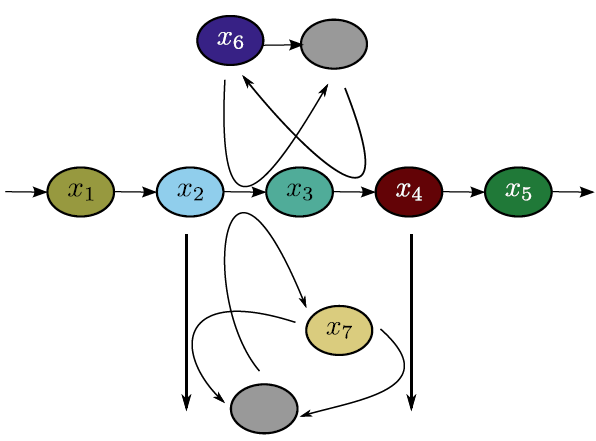 x₆
x₁ x₂ x₃ x₄ x₅
x₇